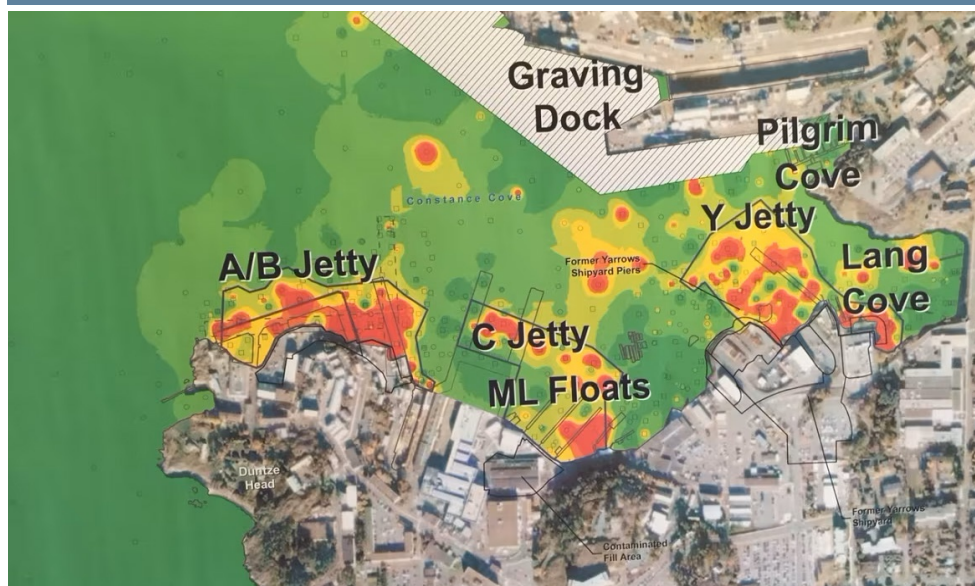 Graving
Dock
Pilgrim
Cove
Constance Cove
Y Jetty
A/B Jetty
Former Yarrows
Shipyard Piers
Lang
Cove
C Jetty
ML Floats
Duntze
Head
Former Yarrows
Shipyard
Contaminated
Fill Area